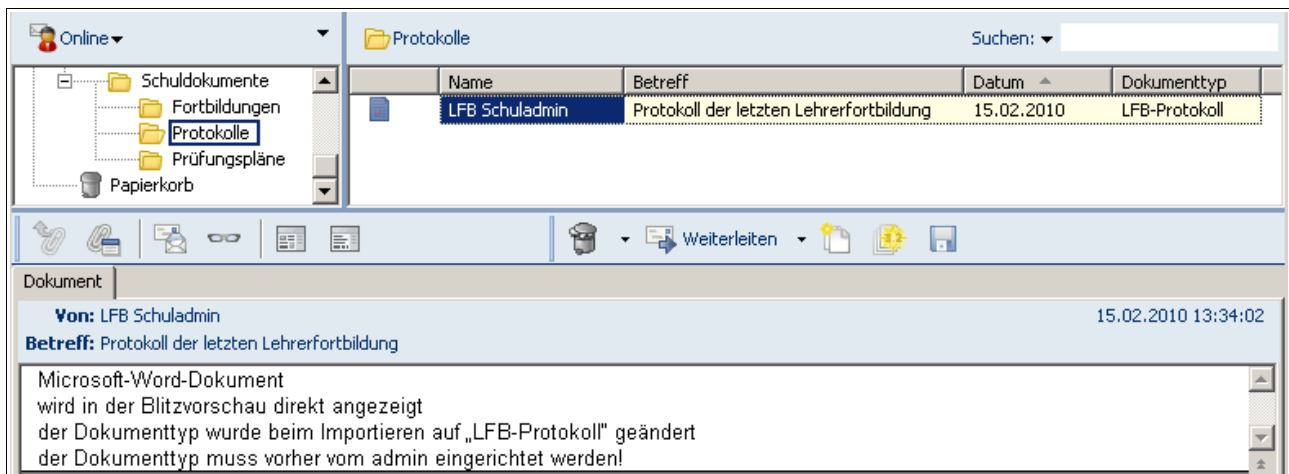 Online
Protokolle
Suchen:
Schuldokumente
Fortbildungen
Protokolle
Prüfungspläne
Papierkorb
Name Betreff Datum Dokumenttyp
LFB Schuladmin Protokoll der letzten Lehrerfortbildung 15.02.2010 LFB-Protokoll
Weiterleiten
Dokument
Von: LFB Schuladmin 15.02.2010 13:34:02
Betreff: Protokoll der letzten Lehrerfortbildung
Microsoft-Word-Dokument
wird in der Blitzvorschau direkt angezeigt
der Dokumenttyp wurde beim Importieren auf „LFB-Protokoll" geändert
der Dokumenttyp muss vorher vom admin eingerichtet werden!